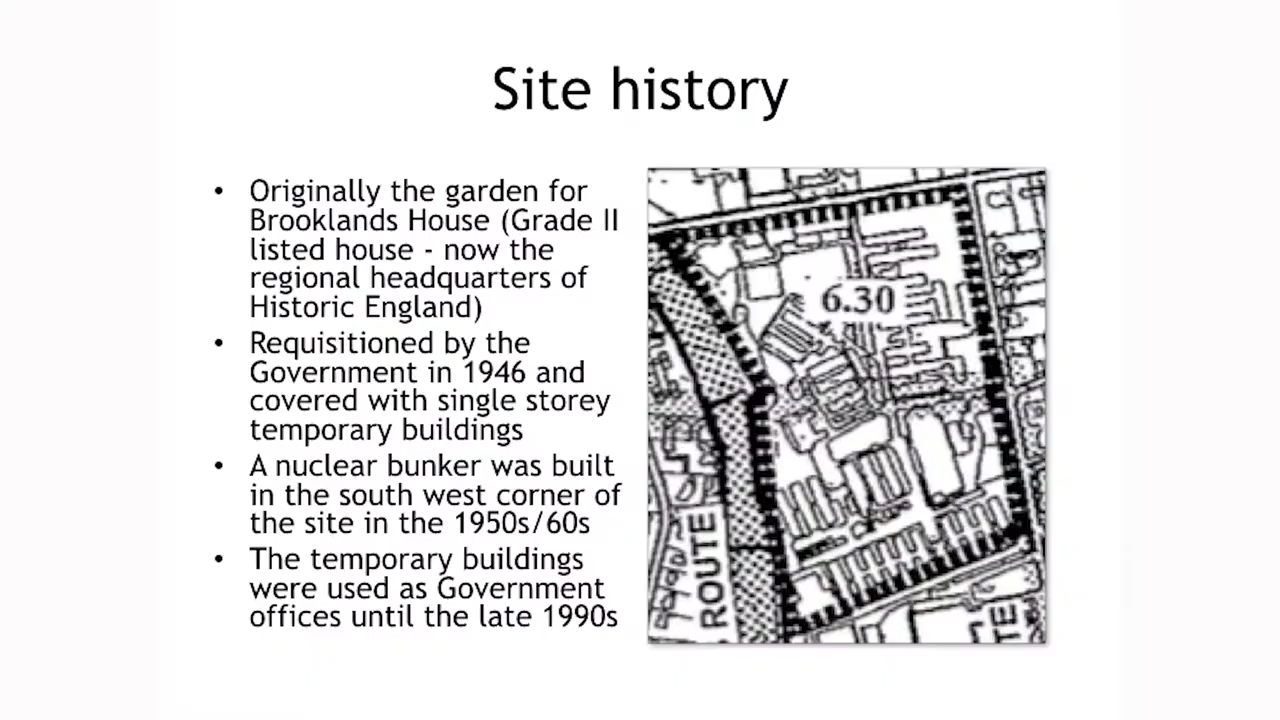 Site history
• Originally the garden for
Brooklands House (Grade II
listed house - now the
regional headquarters of
Historic England)
• Requisitioned by the
Government in 1946 and
covered with single storey
temporary buildings
• A nuclear bunker was built
in the south west corner of
the site in the 1950s/60s
• The temporary buildings
were used as Government
offices until the late 1990s
6.30
ROUTE
TE